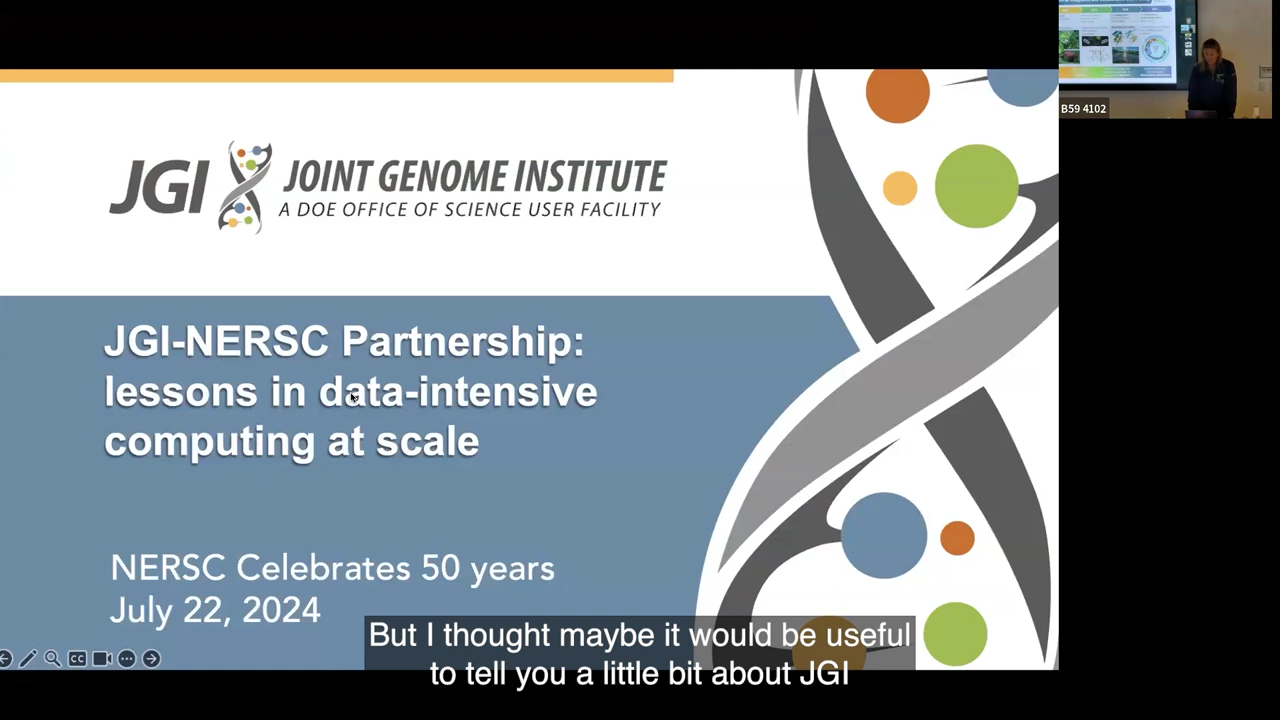 JGI JOINT GENOME INSTITUTE
A DOE OFFICE OF SCIENCE USER FACILITY
JGI-NERSC Partnership:
lessons in data-intensive
computing at scale
NERSC Celebrates 50 years
July 22, 2024
But I thought maybe it would be useful
to tell you a little bit about JGI
CC
B59 4102